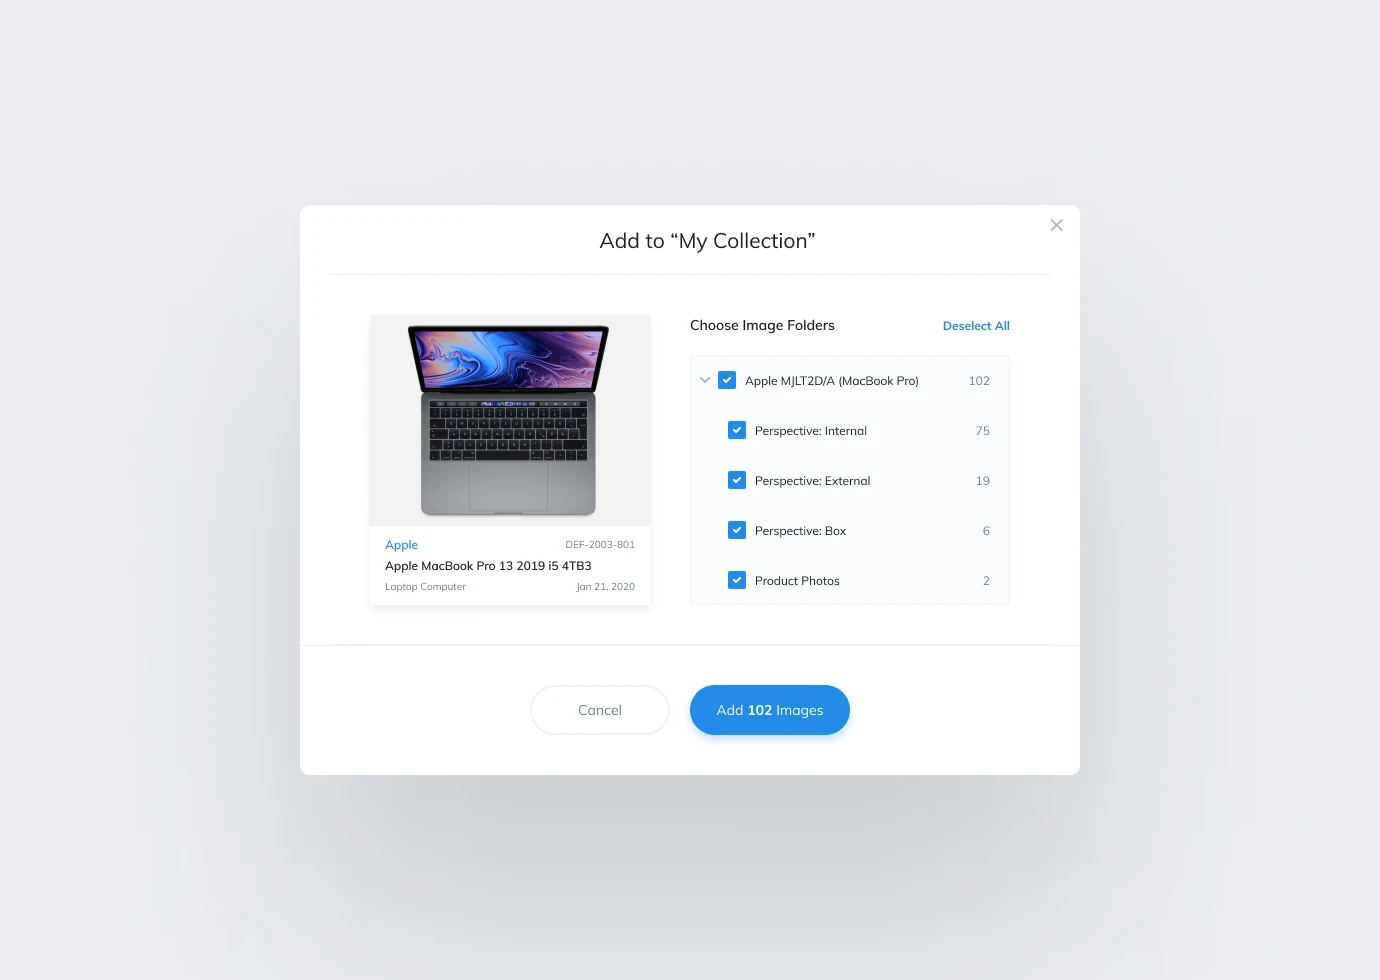 Add to “My Collection”
Choose Image Folders
Deselect All
Apple MJLT2D/A (MacBook Pro)
102
Perspective: Internal
75
Perspective: External
19
Perspective: Box
6
Product Photos
2
Apple
DEF-2003-801
Apple MacBook Pro 13 2019 i5 4TB3
Laptop Computer
Jan 21, 2020
Cancel
Add 102 Images